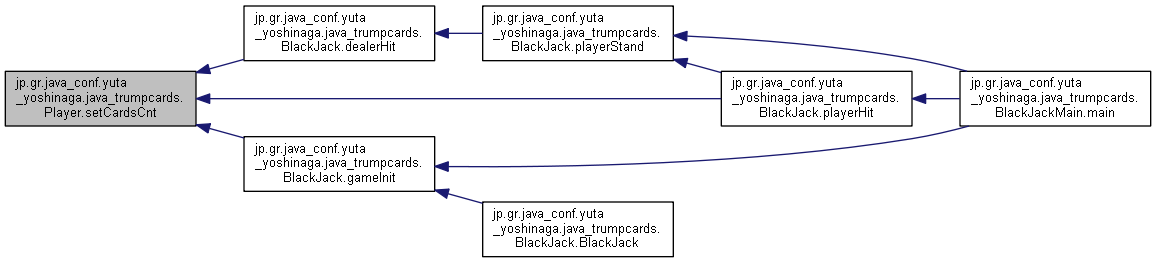 jp.gr.java_conf.yuta
_yoshinaga.java_trumpcards.
Player.setCardsCnt
jp.gr.java_conf.yuta
_yoshinaga.java_trumpcards.
BlackJack.dealerHit
jp.gr.java_conf.yuta
_yoshinaga.java_trumpcards.
BlackJack.playerStand
jp.gr.java_conf.yuta
_yoshinaga.java_trumpcards.
BlackJack.playerHit
jp.gr.java_conf.yuta
_yoshinaga.java_trumpcards.
BlackJackMain.main
jp.gr.java_conf.yuta
_yoshinaga.java_trumpcards.
BlackJack.gameInit
jp.gr.java_conf.yuta
_yoshinaga.java_trumpcards.
BlackJack.BlackJack